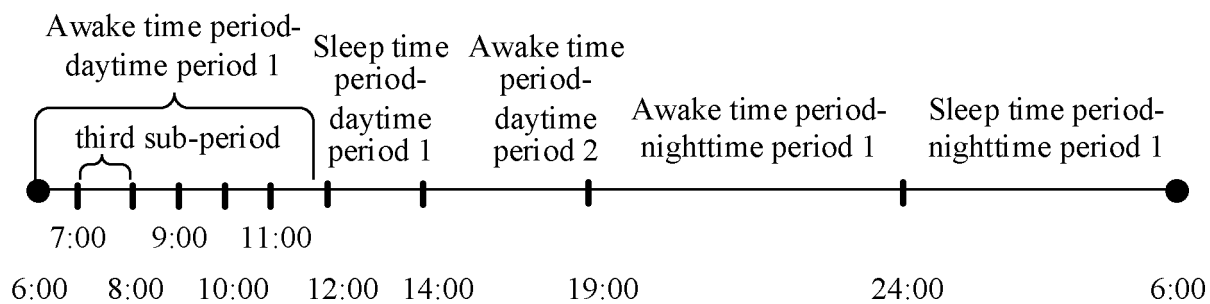 Awake time period-
daytime period 1
Sleep time
period-
daytime
period 1
Awake time
period-
daytime
period 2
Awake time period-
nighttime period 1
Sleep time period-
nighttime period 1
third sub-period
7:00
9:00
11:00
6:00
8:00
10:00
12:00
14:00
19:00
24:00
6:00